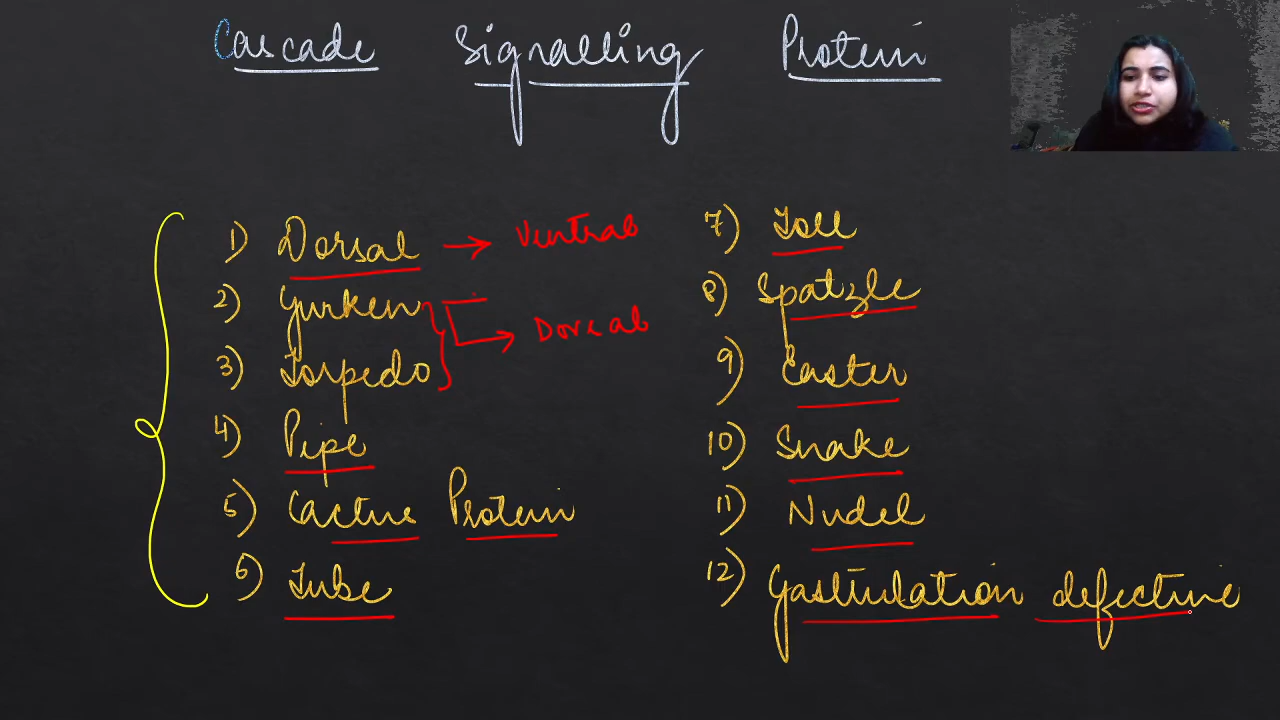 Cascade Signalling Protein
1) Dorsal → Ventral
2) Gurken
→ Dorsal
3) Torpedo
4) Pipe
5) Cactus Protein
6) Tube
7) Toll
8) Spatzle
9) Easter
10) Snake
11) Nudel
12) Gastrulation defective